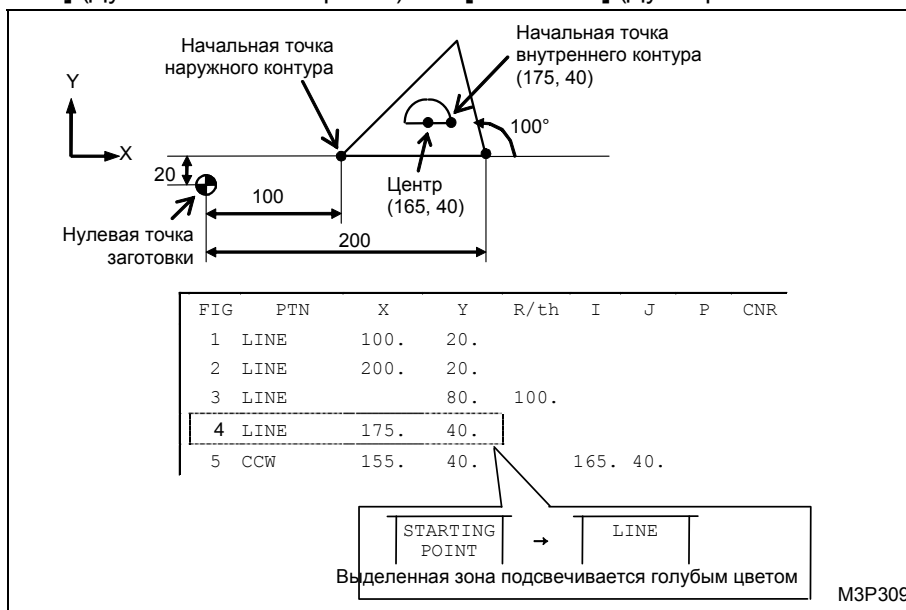 Начальная точка
наружного контура
Начальная точка
внутреннего контура
(175, 40)
Y
X
100°
20
100
Центр
(165, 40)
200
Нулевая точка
заготовки
FIG PTN X Y R/th I J P CNR
1 LINE 100. 20.
2 LINE 200. 20.
3 LINE 80. 100.
4 LINE 175. 40.
5 CCW 155. 40. 165. 40.
STARTING
POINT
→
LINE
Выделенная зона подсвечивается голубым цветом
M3P309